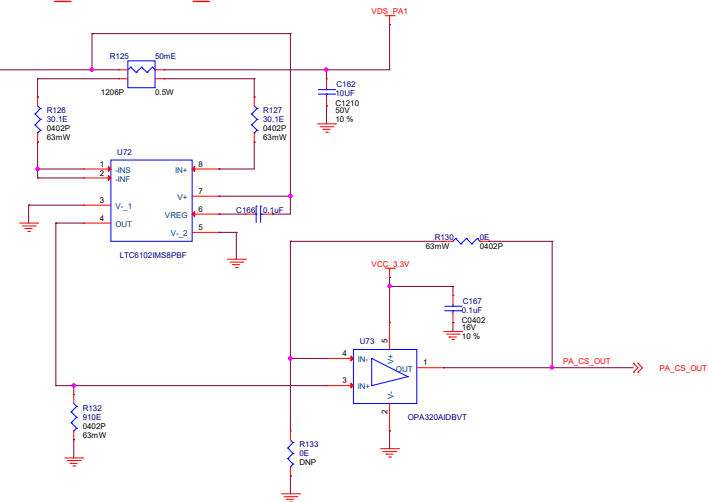 VDS_PA1
R125
50mE
1206P
0.5W
C162
10UF
C1210
50V
10 %
R126
30.1E
0402P
63mW
R127
30.1E
0402P
63mW
U72
1
-INS
2
-INF
IN+
8
V+
7
3
V-_1
VREG
6
C166
0.1uF
4
OUT
V-_2
5
LTC6102IMS8PBF
R130
0E
63mW
0402P
VCC_3.3V
C167
0.1uF
C0402
16V
10 %
U73
5
V+
4
IN-
OUT
1
3
IN+
V-
2
OPA320AIDBVT
PA_CS_OUT
PA_CS_OUT
R132
910E
0402P
63mW
R133
0E
DNP